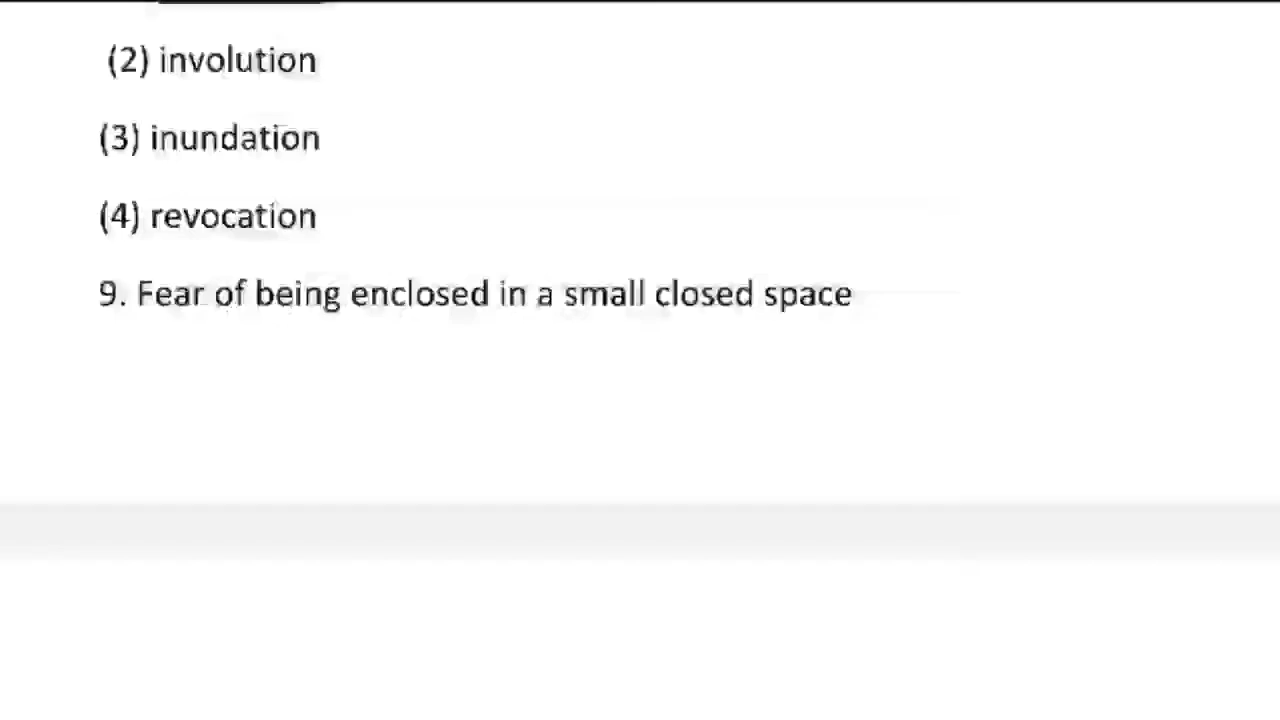 (2) involution
(3) inundation
(4) revocation
9. Fear of being enclosed in a small closed space